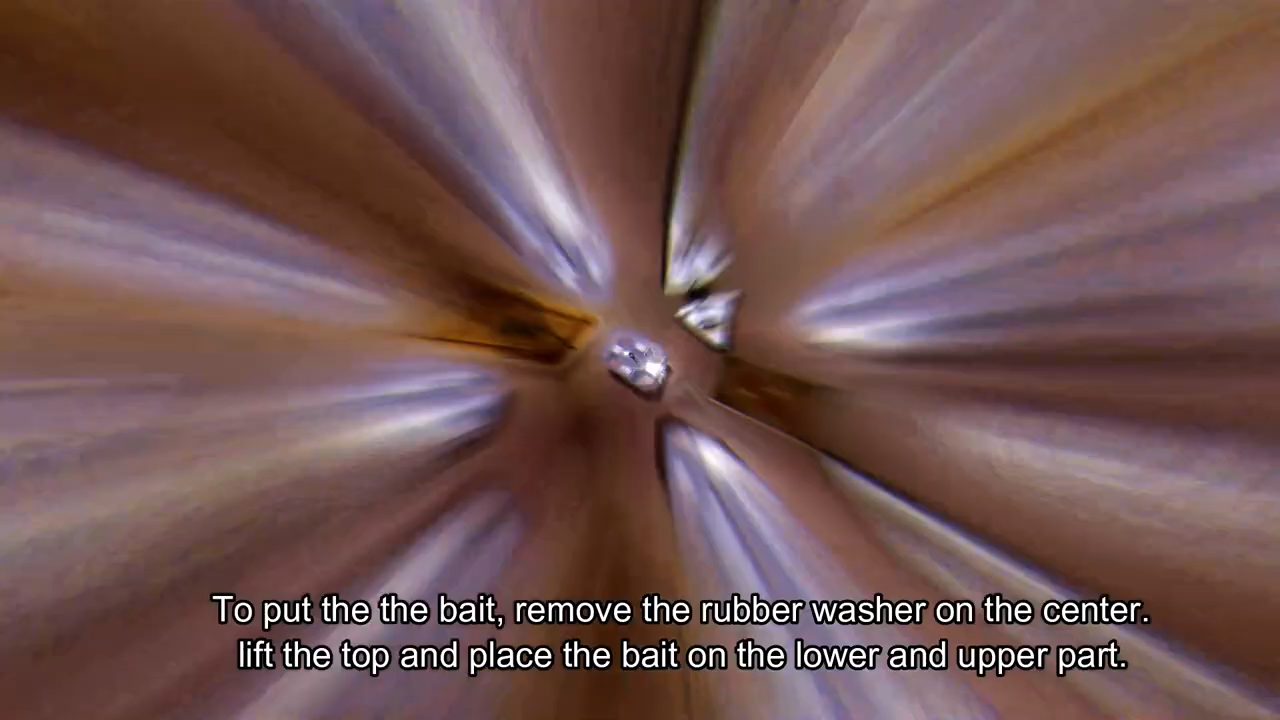 To put the the bait, remove the rubber washer on the center.
lift the top and place the bait on the lower and upper part.